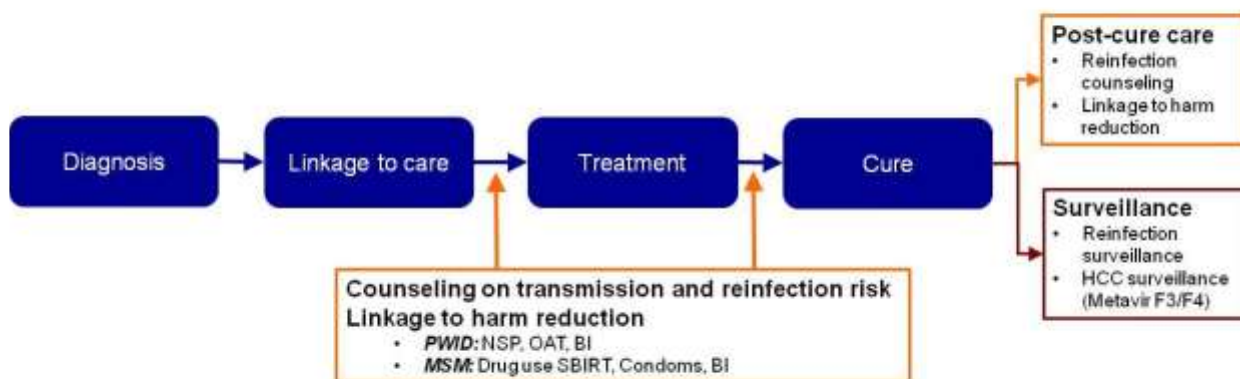 Diagnosis
Linkage to care
Treatment
Cure
Post-cure care
• Reinfection
counseling
• Linkage to harm
reduction
Surveillance
• Reinfection
surveillance
• HCC surveillance
(Metavir F3/F4)
Counseling on transmission and reinfection risk
Linkage to harm reduction
• PWID: NSP, OAT, BI
• MSM: Drug use SBIRT, Condoms, BI